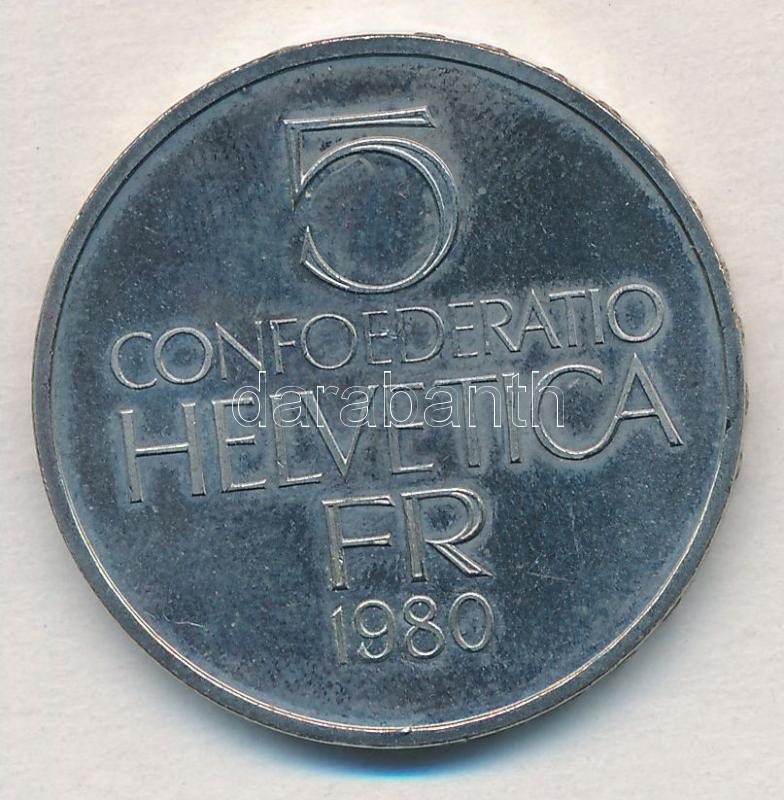 5
CONFOEDERATIO
HELVETICA
darabanth
FR
1980